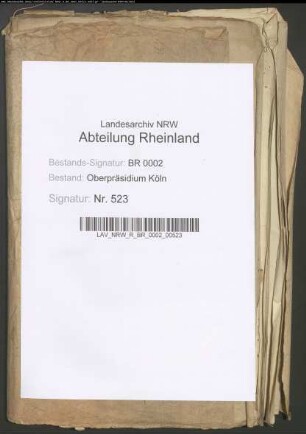 Landesarchiv NRW
Abteilung Rheinland
Bestands-Signatur: BR 0002
Bestand: Oberpräsidium Köln
Signatur: Nr. 523
LAV_NRW_R_BR_0002_00523